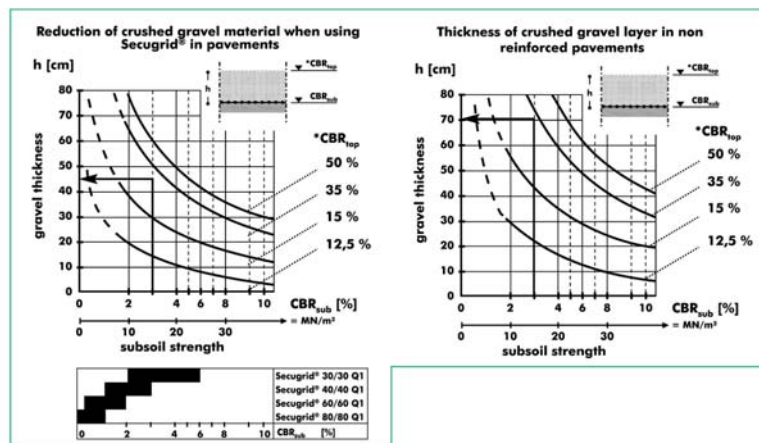 Reduction of crushed gravel material when using
Secugrid® in pavements
h [cm]
*CBRtop
h
CBRsub
80
70
60
50
40
30
20
10
0
gravel thickness
*CBRtop
50 %
35 %
15 %
12,5 %
0 2 4 6 8 10
CBRsub [%]
= MN/m²
0 10 20 30
subsoil strength
Secugrid® 30/30 Q1
Secugrid® 40/40 Q1
Secugrid® 60/60 Q1
Secugrid® 80/80 Q1
0 2 4 6 8 10 CBRsub [%]
Thickness of crushed gravel layer in non
reinforced pavements
h [cm]
*CBRtop
h
CBRsub
80
70
60
50
40
30
20
10
0
gravel thickness
*CBRtop
50 %
35 %
15 %
12,5 %
0 2 4 6 8 10
CBRsub [%]
= MN/m²
0 10 20 30
subsoil strength